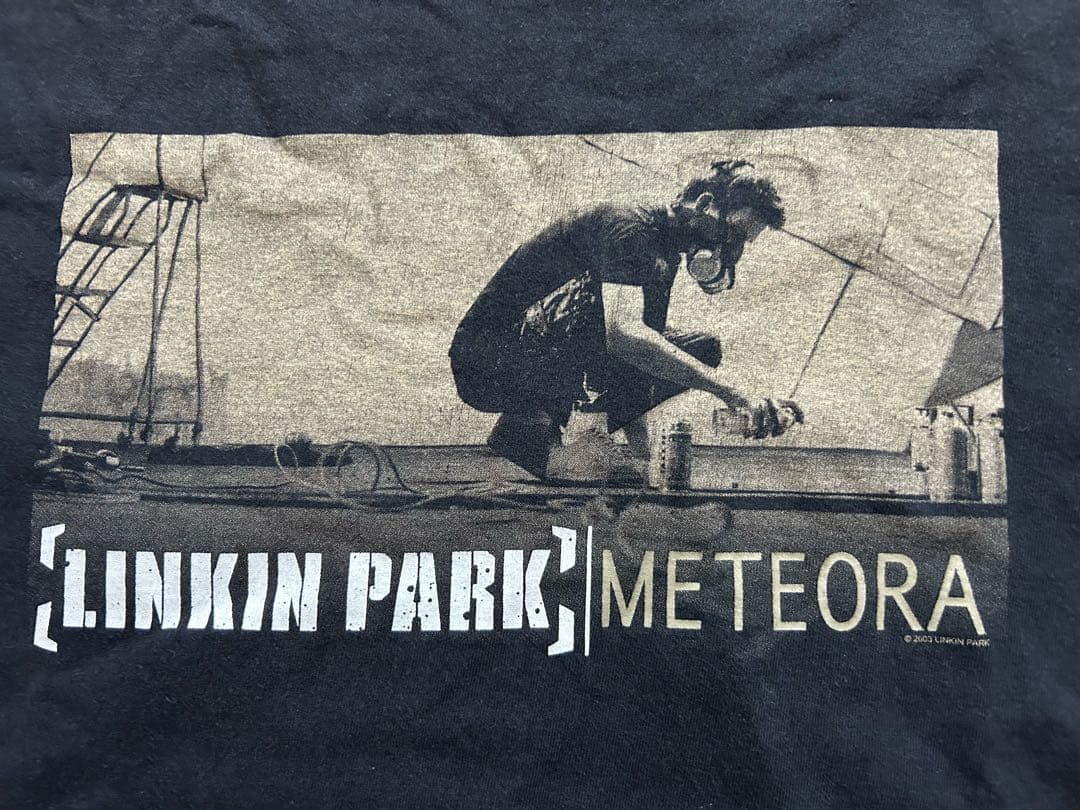 [LINKIN PARK] | METEORA
© 2003 LINKIN PARK